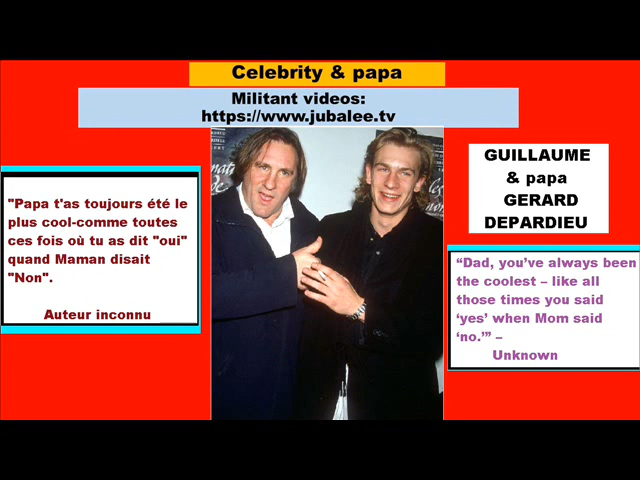 Celebrity & papa
Militant videos:
https://www.jubalee.tv
GUILLAUME
& papa
GERARD
DEPARDIEU
"Papa t'as toujours été le
plus cool-comme toutes
ces fois où tu as dit "oui"
quand Maman disait
"Non".
Auteur inconnu
“Dad, you’ve always been
the coolest – like all
those times you said
‘yes’ when Mom said
‘no.’” –
Unknown